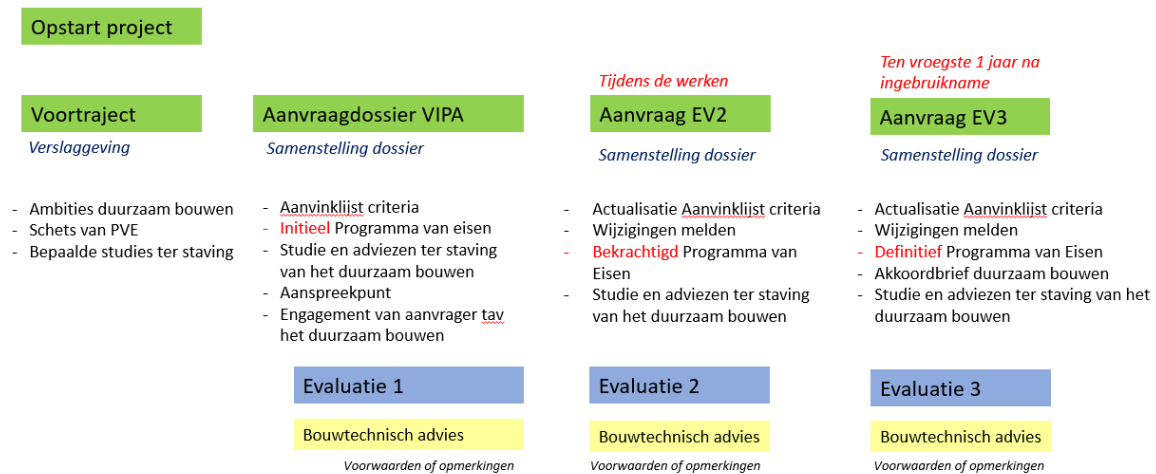 Opstart project
Voortraject
Verslaggeving
- Ambities duurzaam bouwen
- Schets van PVE
- Bepaalde studies ter staving
Aanvraagdossier VIPA
Samenstelling dossier
- Aanvinklijst criteria
- Initieel Programma van eisen
- Studie en adviezen ter staving
van het duurzaam bouwen
- Aanspreekpunt
- Engagement van aanvrager tav
het duurzaam bouwen
Evaluatie 1
Bouwtechnisch advies
Voorwaarden of opmerkingen
Tijdens de werken
Aanvraag EV2
Samenstelling dossier
- Actualisatie Aanvinklijst criteria
- Wijzigingen melden
- Bekrachtigd Programma van
Eisen
- Studie en adviezen ter staving
van het duurzaam bouwen
Evaluatie 2
Bouwtechnisch advies
Voorwaarden of opmerkingen
Ten vroegste 1 jaar na
ingebruikname
Aanvraag EV3
Samenstelling dossier
- Actualisatie Aanvinklijst criteria
- Wijzigingen melden
- Definitief Programma van Eisen
- Akkoordbrief duurzaam bouwen
- Studie en adviezen ter staving van het
duurzaam bouwen
Evaluatie 3
Bouwtechnisch advies
Voorwaarden of opmerkingen